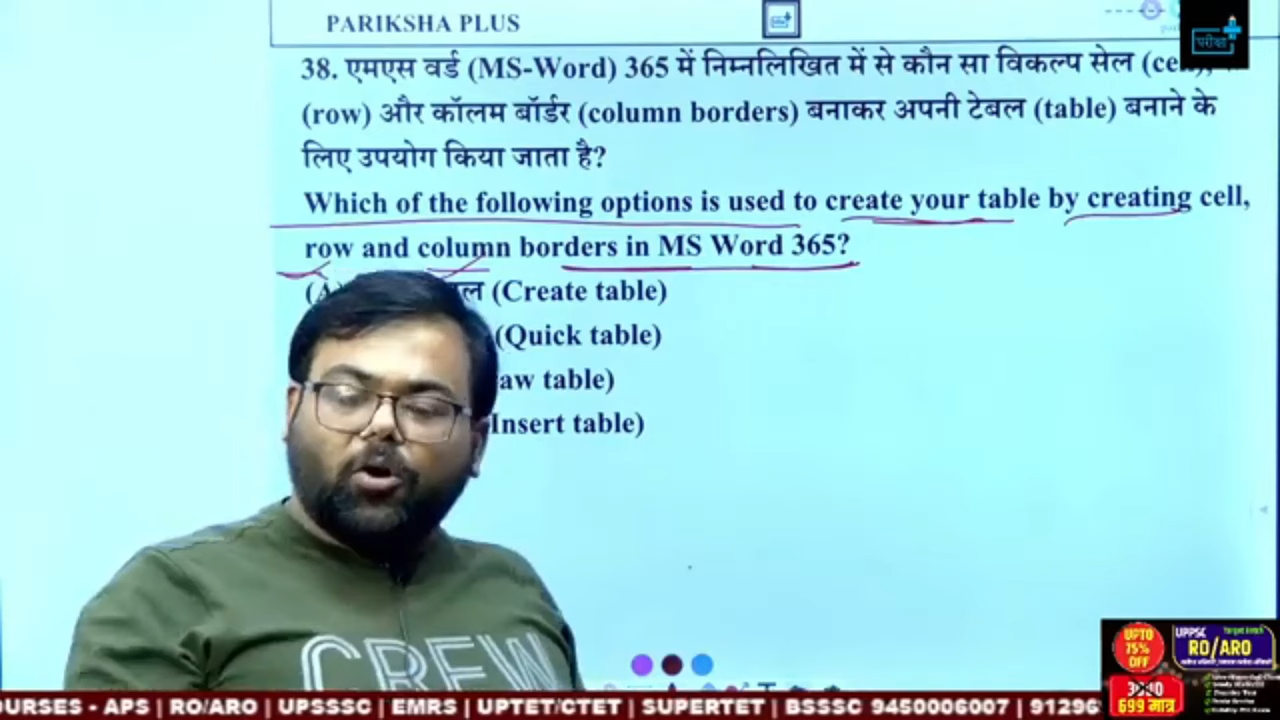 PARIKSHA PLUS
परीक्षा
38. एमएस वर्ड (MS-Word) 365 में निम्नलिखित में से कौन सा विकल्प सेल
(row) और कॉलम बॉर्डर (column borders) बनाकर अपनी टेबल (table) बनाने के
लिए उपयोग किया जाता है?
Which of the following options is used to create your table by creating cell,
row and column borders in MS Word 365?
(Create table)
(Quick table)
table)
Insert table)
CREW
UPTO
75%
OFF
UPPSC
RO/ARO
699 मात्र
OURSES - APS | RO/ARO | UPSSSC | EMRS | UPTET/CTET | SUPERTET | BSSSC 9450006007 | 91296